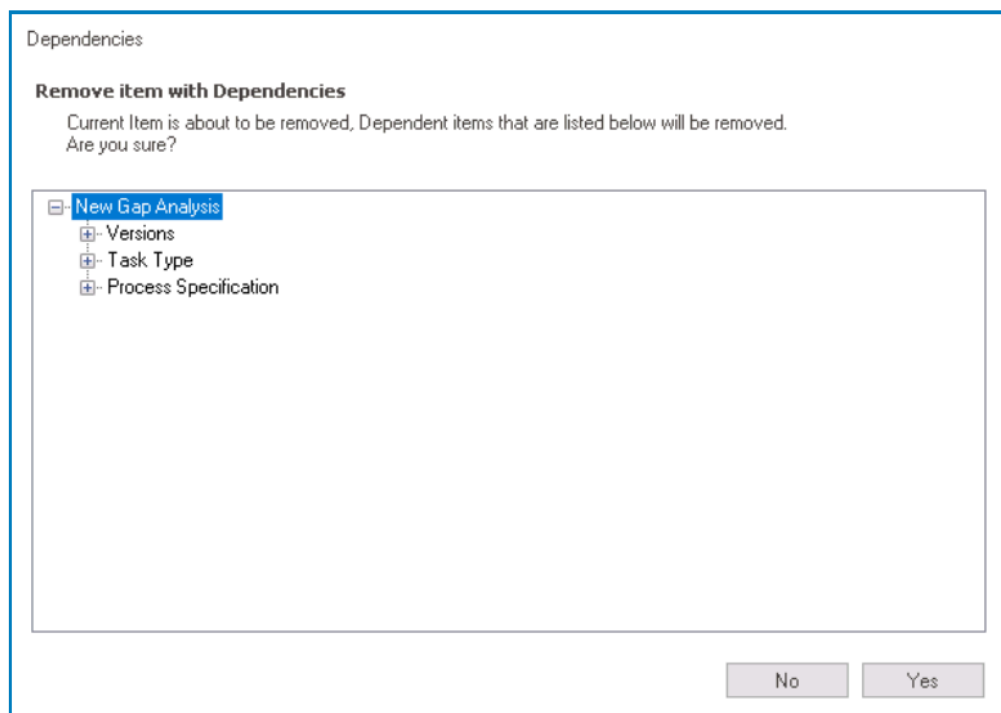 Dependencies
Remove item with Dependencies
Current Item is about to be removed, Dependent items that are listed below will be removed.
Are you sure?
New Gap Analysis
Versions
Task Type
Process Specification
No Yes